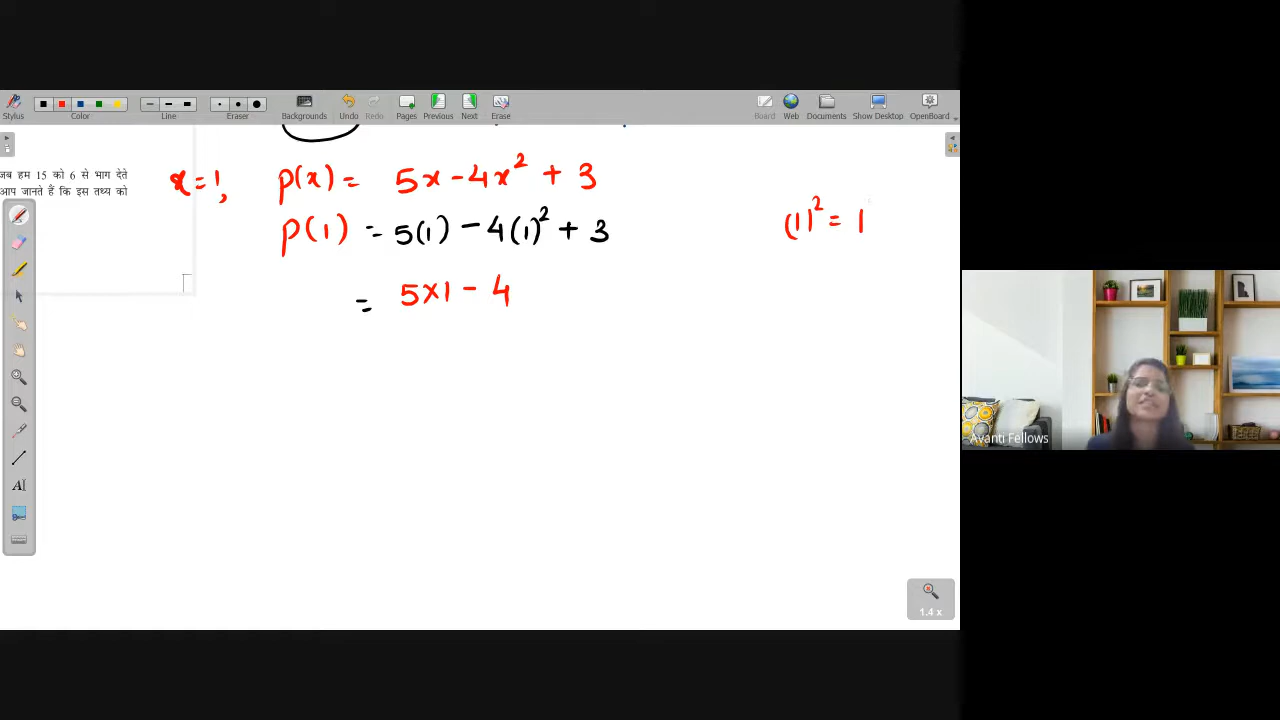 Stylus Color Line Eraser Backgrounds Undo Redo Pages Previous Next Erase Board Web Documents Show Desktop OpenBoard
जब हम 15 को 6 से भाग देते
आप जानते हैं कि इस तथ्य को
x=1, p(x) = 5x-4x² + 3
p(1) = 5(1) - 4(1)² + 3
(1)² = 1
= 5x1 - 4
Avanti Fellows
1.4 x